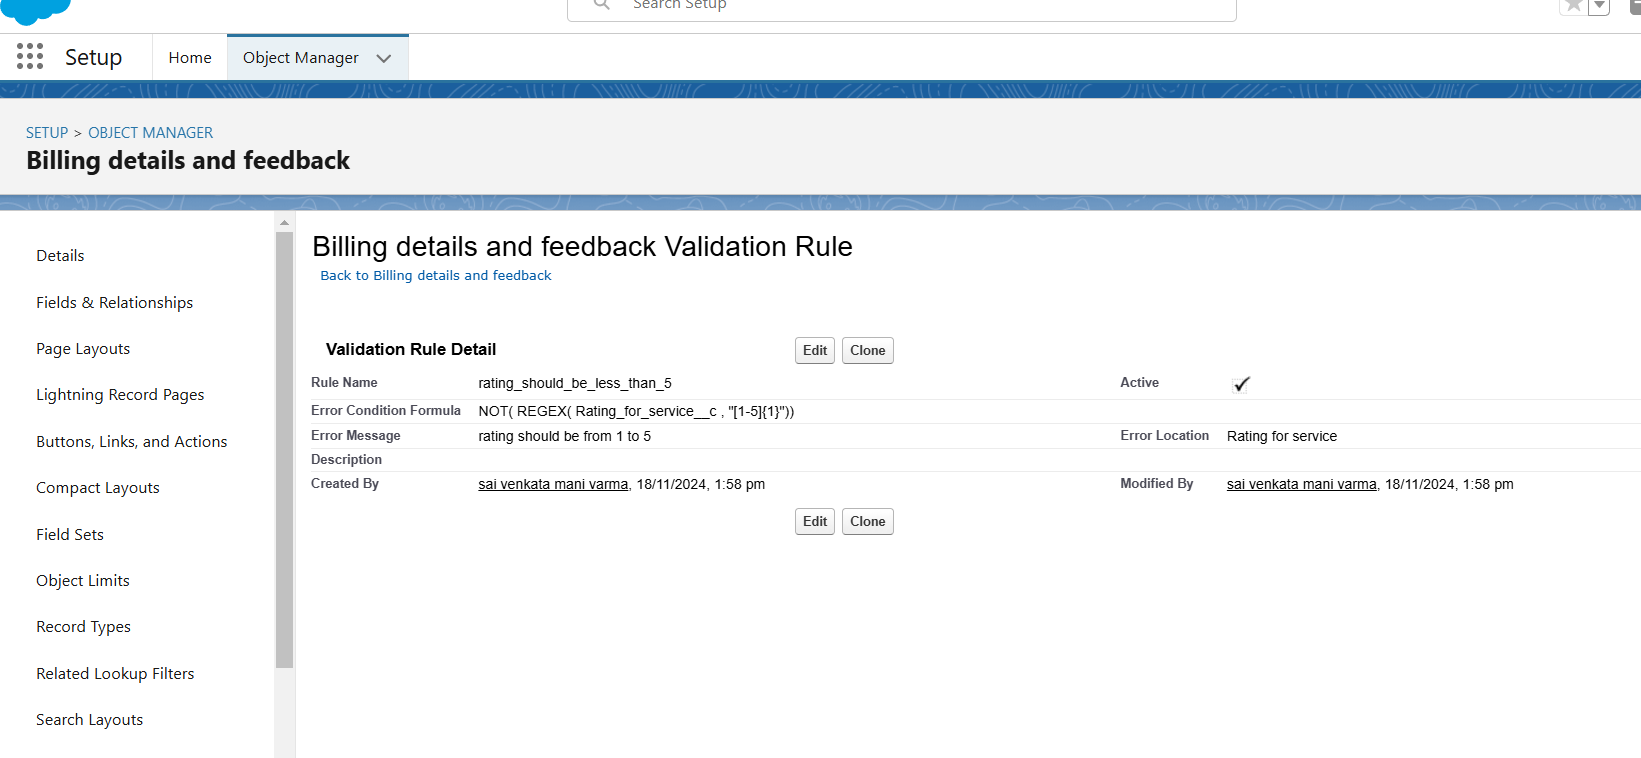 Search Setup
Setup
Home
Object Manager
SETUP > OBJECT MANAGER
Billing details and feedback
Details
Fields & Relationships
Page Layouts
Lightning Record Pages
Buttons, Links, and Actions
Compact Layouts
Field Sets
Object Limits
Record Types
Related Lookup Filters
Search Layouts
Billing details and feedback Validation Rule
Back to Billing details and feedback
Validation Rule Detail
Edit
Clone
Rule Name rating_should_be_less_than_5 Active
Error Condition Formula NOT( REGEX( Rating_for_service__c , "[1-5]{1}"))
Error Message rating should be from 1 to 5 Error Location Rating for service
Description
Created By sai venkata mani varma, 18/11/2024, 1:58 pm Modified By sai venkata mani varma, 18/11/2024, 1:58 pm
Edit
Clone